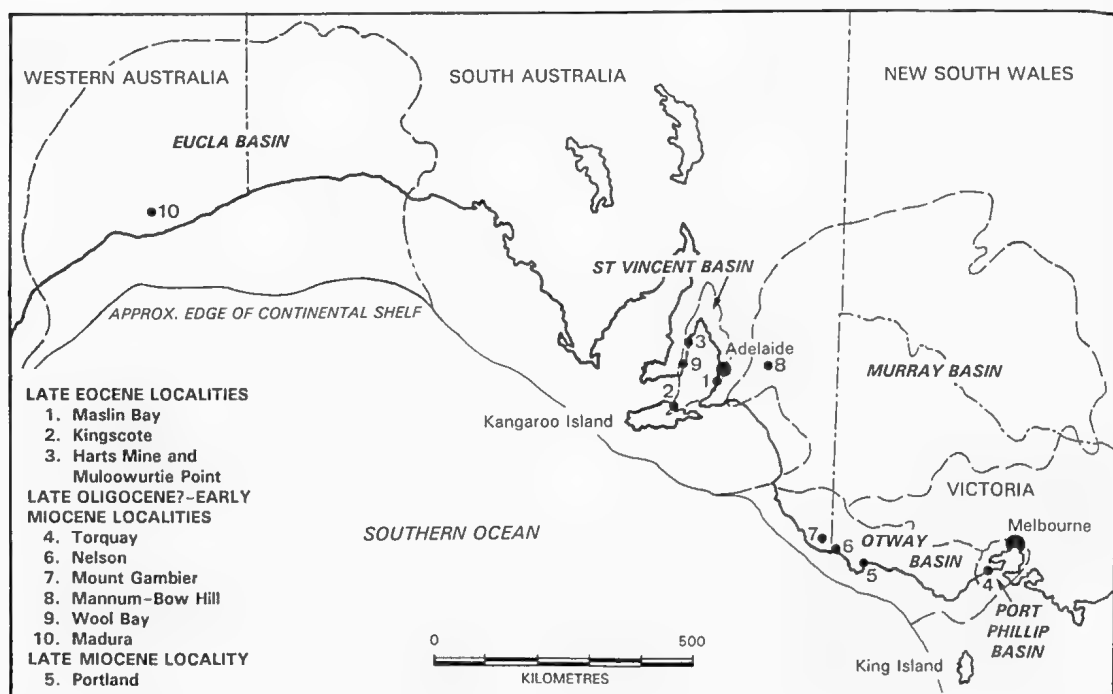 WESTERN AUSTRALIA
SOUTH AUSTRALIA
NEW SOUTH WALES
EUCLA BASIN
10
ST VINCENT BASIN
APPROX. EDGE OF CONTINENTAL SHELF
3
Adelaide
9
8
1
MURRAY BASIN
2
Kangaroo Island
LATE EOCENE LOCALITIES
1. Maslin Bay
2. Kingscote
3. Harts Mine and
Muloowurtie Point
LATE OLIGOCENE?-EARLY
MIOCENE LOCALITIES
4. Torquay
6. Nelson
7. Mount Gambier
8. Mannum-Bow Hill
9. Wool Bay
10. Madura
LATE MIOCENE LOCALITY
5. Portland
SOUTHERN OCEAN
VICTORIA
Melbourne
7
6
OTWAY
BASIN
5
4
PORT
PHILLIP
BASIN
King Island
0
500
KILOMETRES